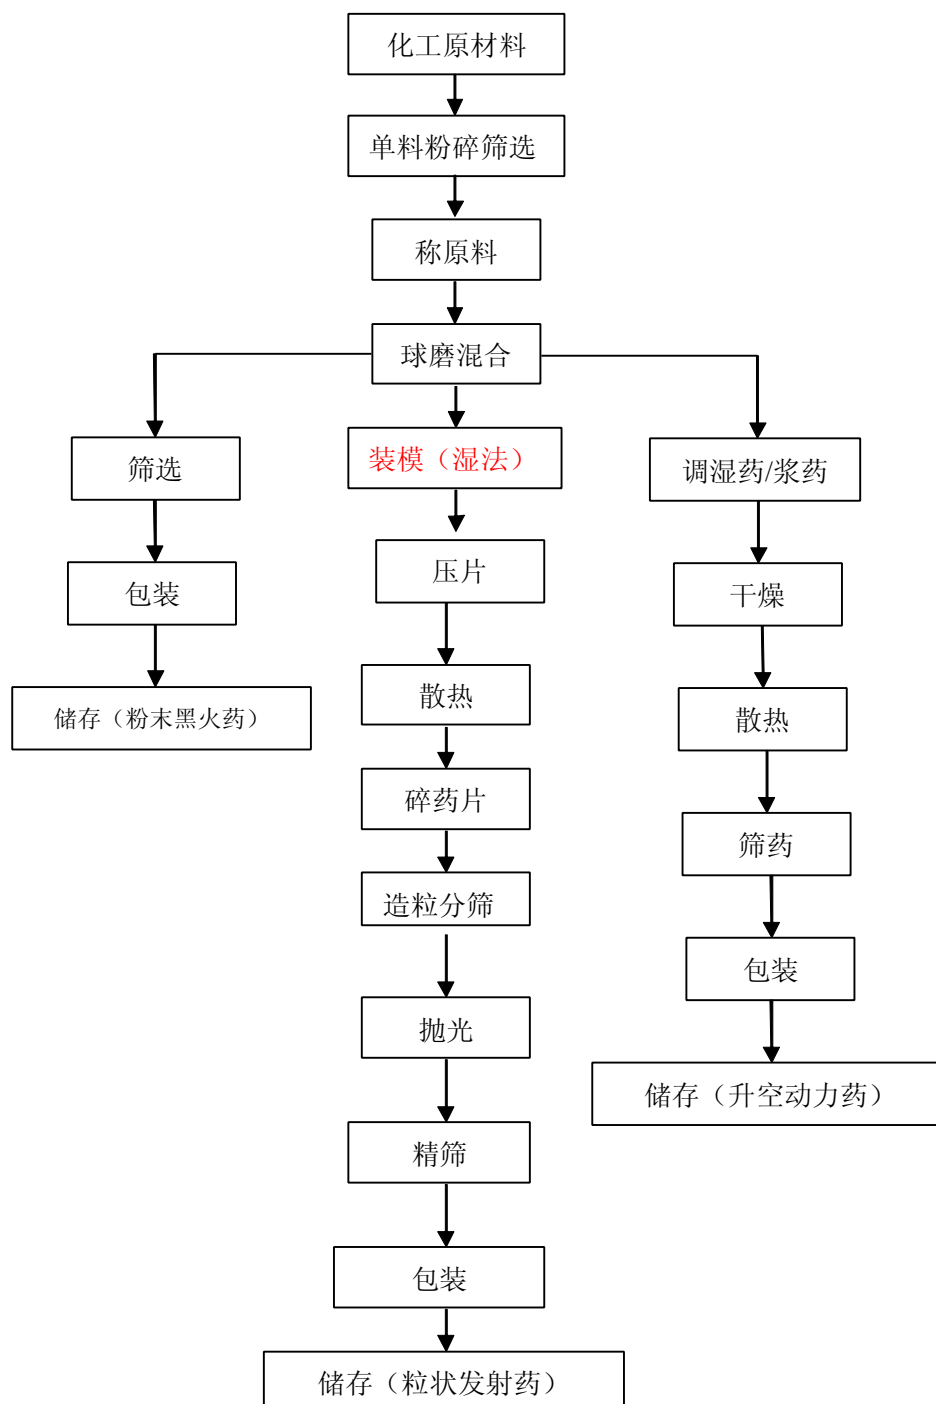 化工原材料
单料粉碎筛选
称原料
球磨混合
筛选
包装
储存（粉末黑火药）
装模（湿法）
压片
散热
碎药片
造粒分筛
抛光
精筛
包装
储存（粒状发射药）
调湿药/浆药
干燥
散热
筛药
包装
储存（升空动力药）